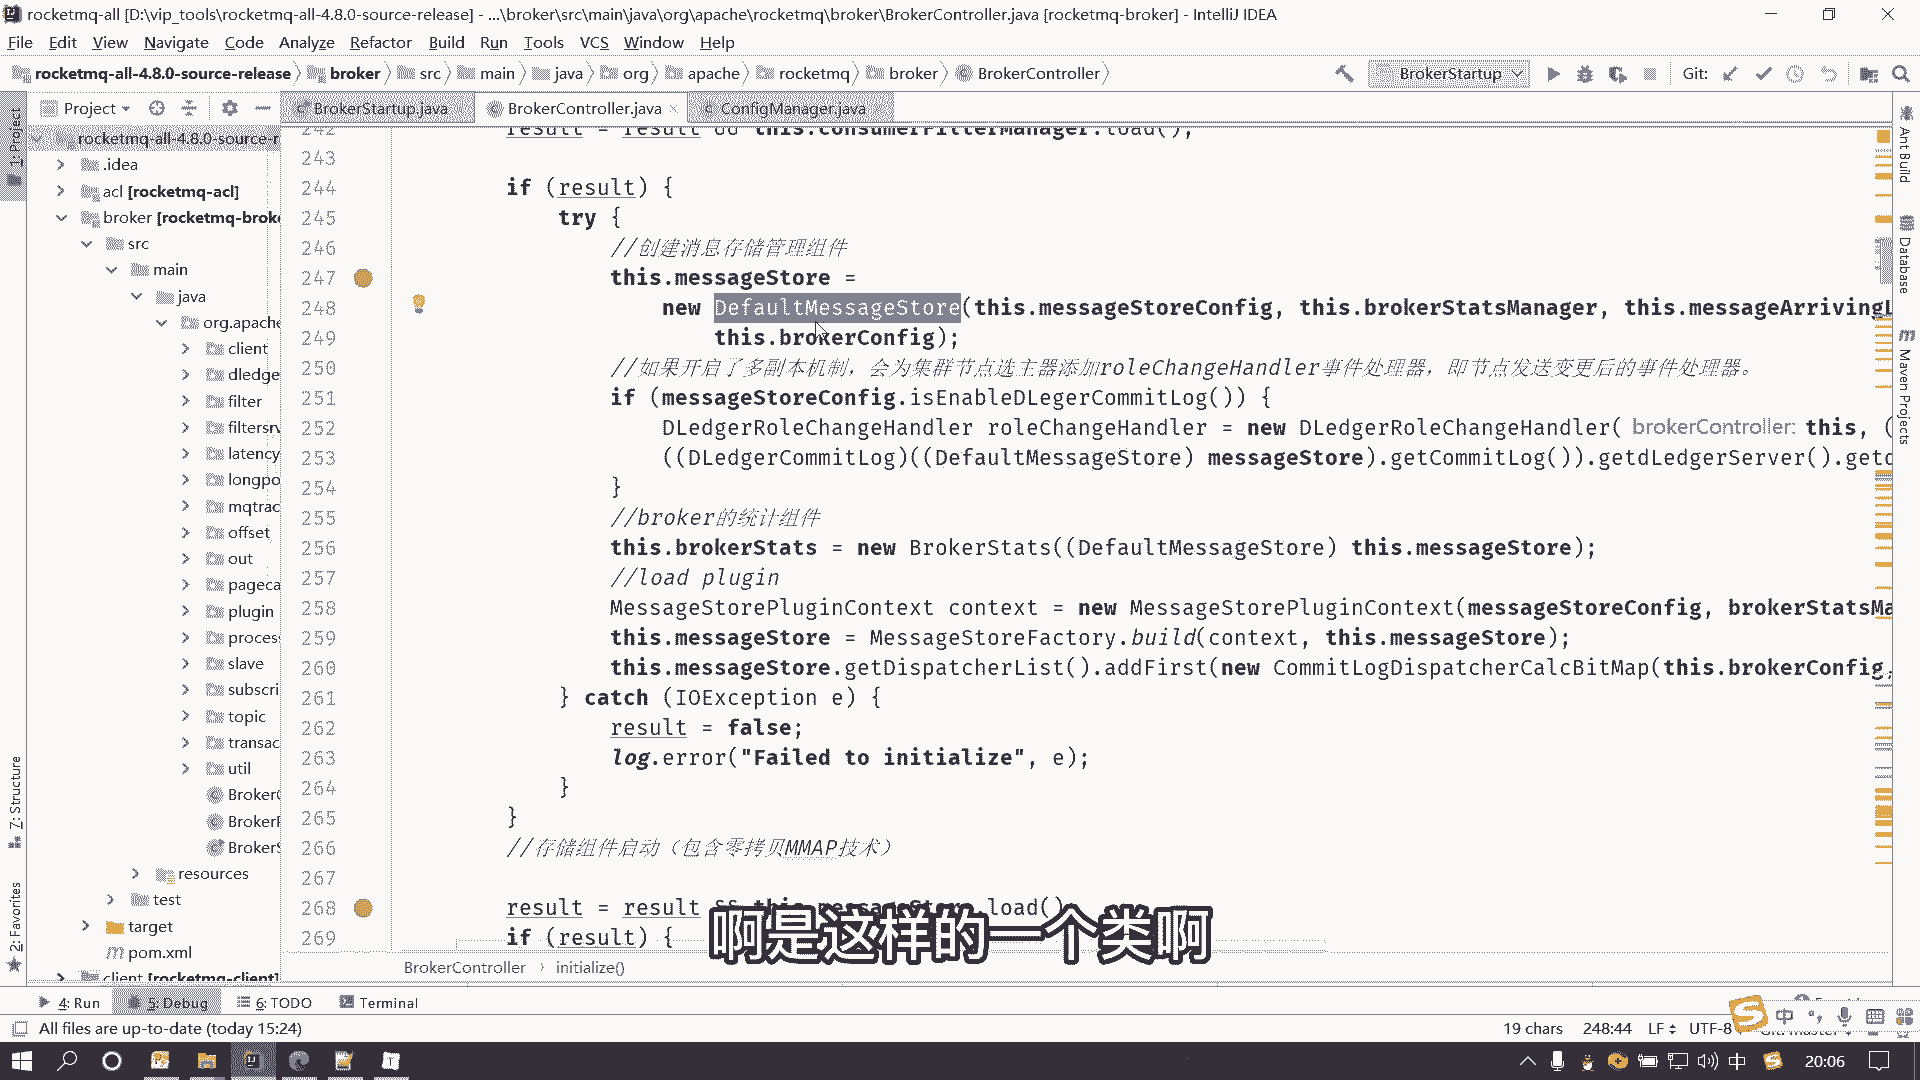 rocketmq-all [D:\vip_tools\rocketmq-all-4.8.0-source-release] - ...\broker\src\main\java\org\apache\rocketmq\broker\BrokerController.java [rocketmq-broker] - IntelliJ IDEA
File Edit View Navigate Code Analyze Refactor Build Run Tools VCS Window Help
rocketmq-all-4.8.0-source-release broker src main java org apache rocketmq broker BrokerController BrokerStartup Git:
Project BrokerStartup.java BrokerController.java ConfigManager.java
1: Project
7: Structure
2: Favorites
Ant Build
Database
Maven Projects
rocketmq-all-4.8.0-source-r
.idea
acl [rocketmq-acl]
broker [rocketmq-broke
src
main
java
org.apache
client
dledge
filter
filtersrv
latency
longpo
mqtrac
offset
out
pageca
plugin
process
slave
subscri
topic
transac
util
BrokerC
Broker
BrokerS
resources
test
target
pom.xml
client [rocketmq-client]
242 result = result && this.consumerFilterManager.load();
243
244 if (result) {
245 try {
246 //创建消息存储管理组件
247 this.messageStore =
248 new DefaultMessageStore(this.messageStoreConfig, this.brokerStatsManager, this.messageArrivingL
249 this.brokerConfig);
250 //如果开启了多副本机制，会为集群节点选主器添加roleChangeHandler事件处理器，即节点发送变更后的事件处理器。
251 if (messageStoreConfig.isEnableDLegerCommitLog()) {
252 DLedgerRoleChangeHandler roleChangeHandler = new DLedgerRoleChangeHandler( brokerController: this, (
253 ((DLedgerCommitLog)((DefaultMessageStore) messageStore).getCommitLog()).getdLedgerServer().getd
254 }
255 //broker的统计组件
256 this.brokerStats = new BrokerStats((DefaultMessageStore) this.messageStore);
257 //load plugin
258 MessageStorePluginContext context = new MessageStorePluginContext(messageStoreConfig, brokerStatsMa
259 this.messageStore = MessageStoreFactory.build(context, this.messageStore);
260 this.messageStore.getDispatcherList().addFirst(new CommitLogDispatcherCalcBitMap(this.brokerConfig,
261 } catch (IOException e) {
262 result = false;
263 log.error("Failed to initialize", e);
264 }
265 }
266 //存储组件启动（包含零拷贝MMAP技术）
267
268 result = result && this.messageStore.load()
269 if (result) {
啊是这样的一个类啊
BrokerController initialize()
4: Run 5: Debug 6: TODO Terminal
All files are up-to-date (today 15:24) 19 chars 248:44 LF UTF-8
中
中 20:06